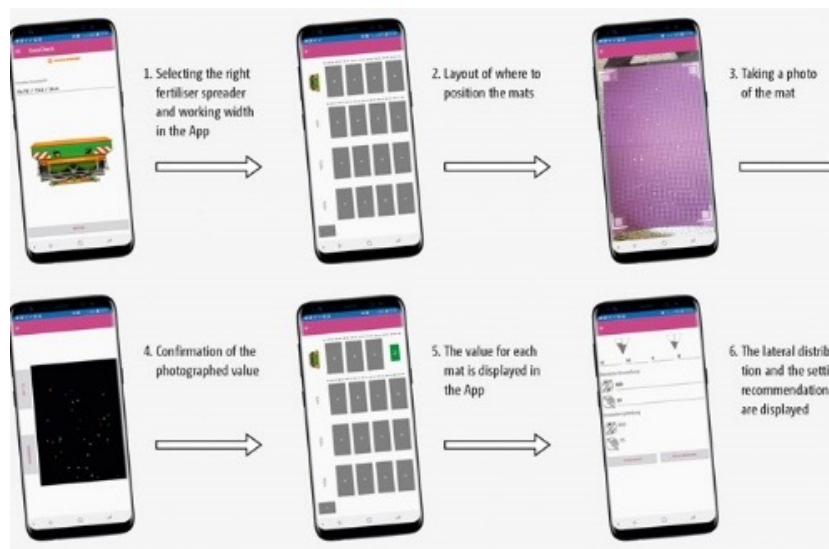 1. Selecting the right
fertiliser spreader
and working width
in the App
2. Layout of where to
position the mats
3. Taking a photo
of the mat
4. Confirmation of the
photographed value
5. The value for each
mat is displayed in
the App
6. The lateral distrib
tion and the setti
recommendation
are displayed